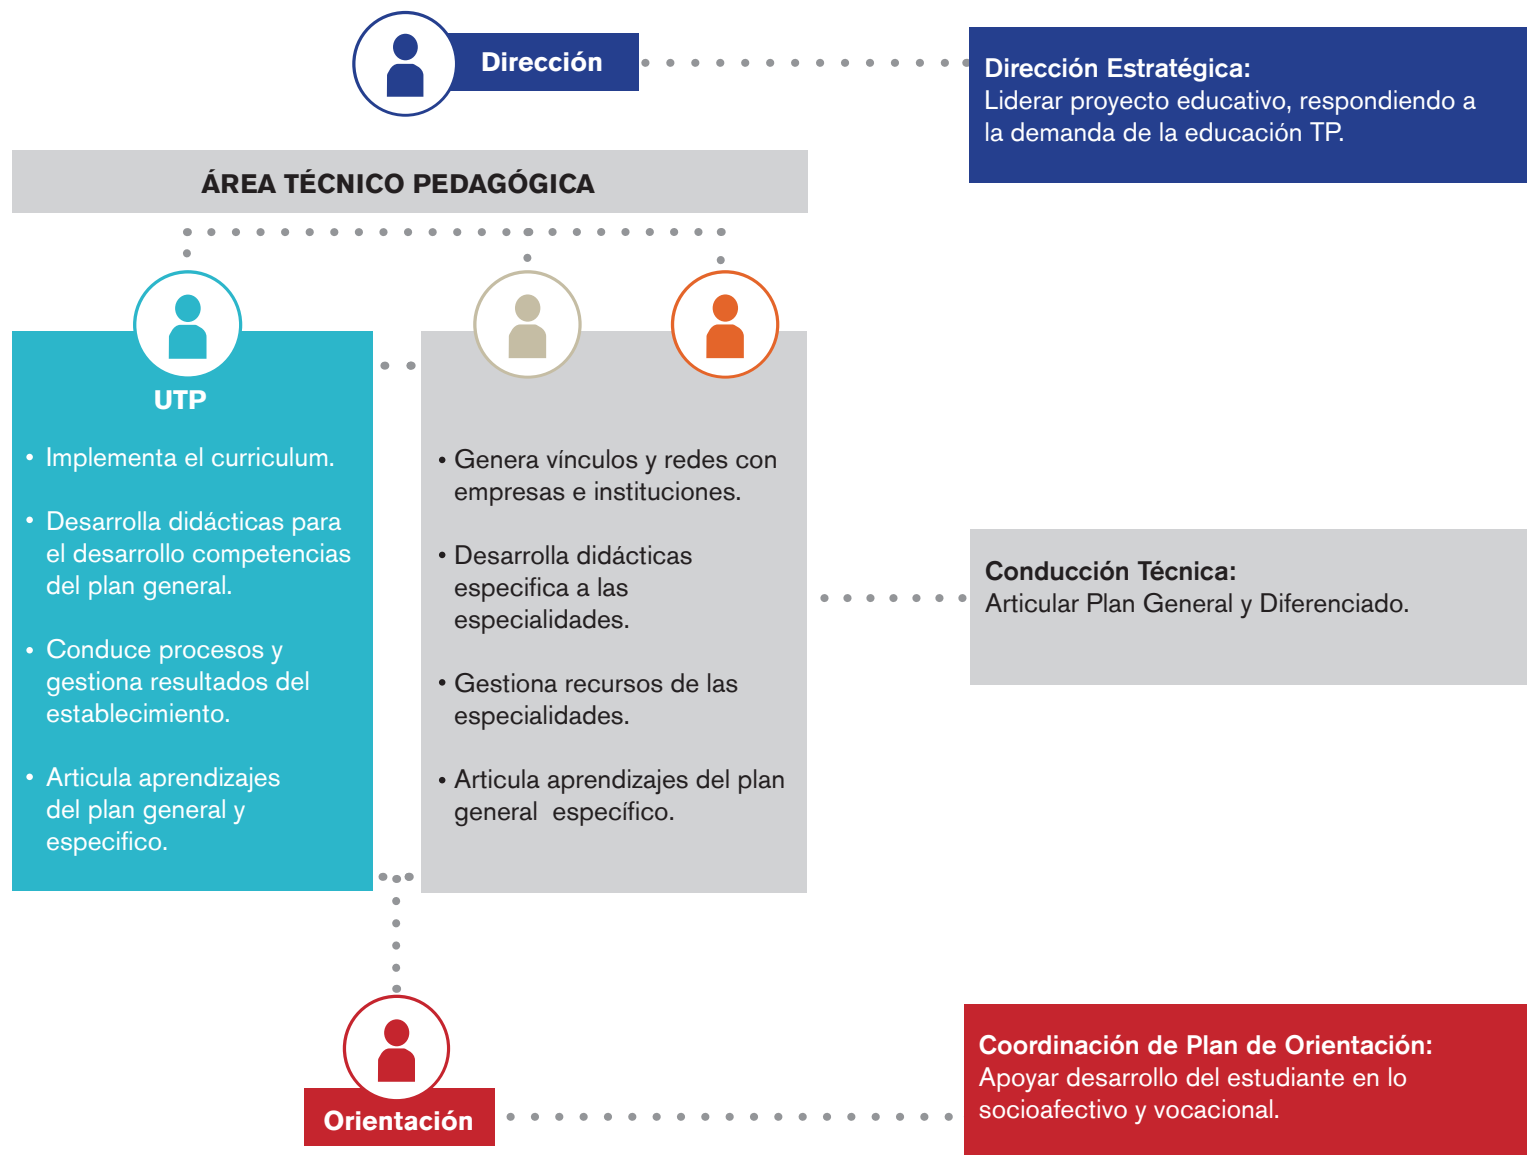 Dirección
Dirección Estratégica:
Liderar proyecto educativo, respondiendo a
la demanda de la educación TP.
ÁREA TÉCNICO PEDAGÓGICA
UTP
• Implementa el curriculum.
• Desarrolla didácticas para
el desarrollo competencias
del plan general.
• Conduce procesos y
gestiona resultados del
establecimiento.
• Articula aprendizajes
del plan general y
especifico.
• Genera vínculos y redes con
empresas e instituciones.
• Desarrolla didácticas
especifica a las
especialidades.
• Gestiona recursos de las
especialidades.
• Articula aprendizajes del plan
general  específico.
Conducción Técnica:
Articular Plan General y Diferenciado.
Orientación
Coordinación de Plan de Orientación:
Apoyar desarrollo del estudiante en lo
socioafectivo y vocacional.